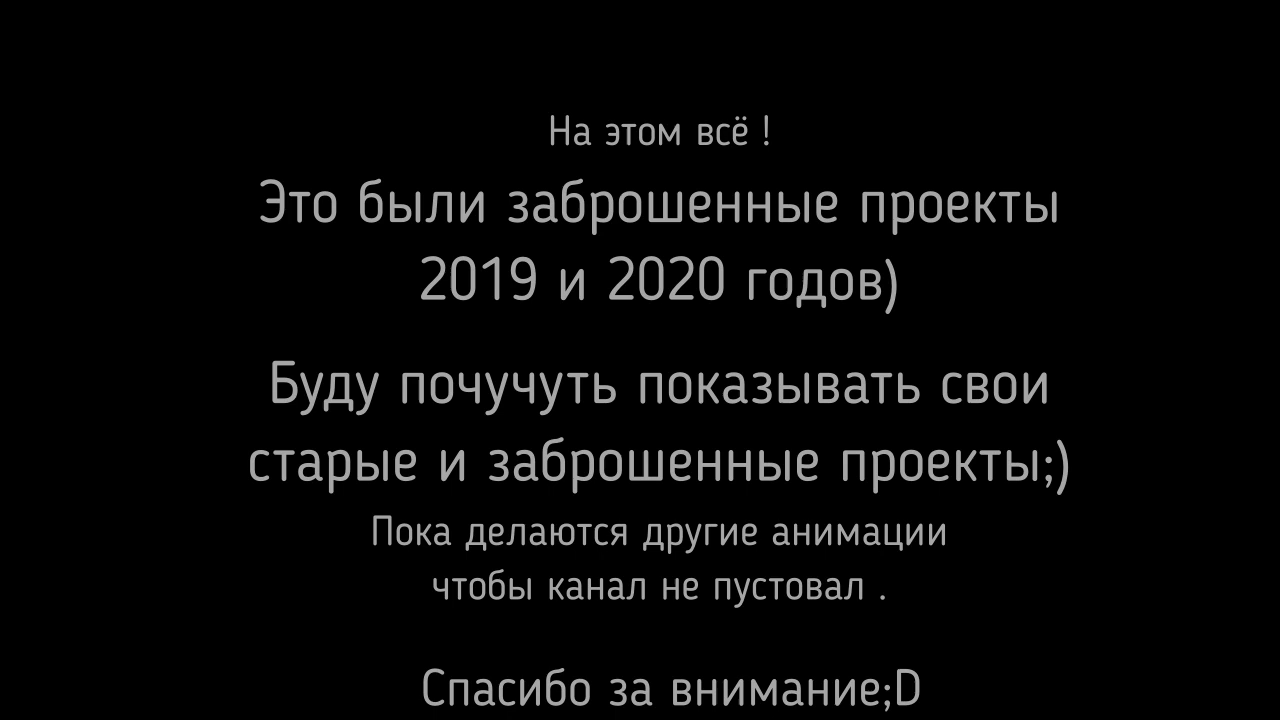 На этом всё !
Это были заброшенные проекты
2019 и 2020 годов)
Буду почучуть показывать свои
старые и заброшенные проекты;)
Пока делаются другие анимации
чтобы канал не пустовал .
Спасибо за внимание;D